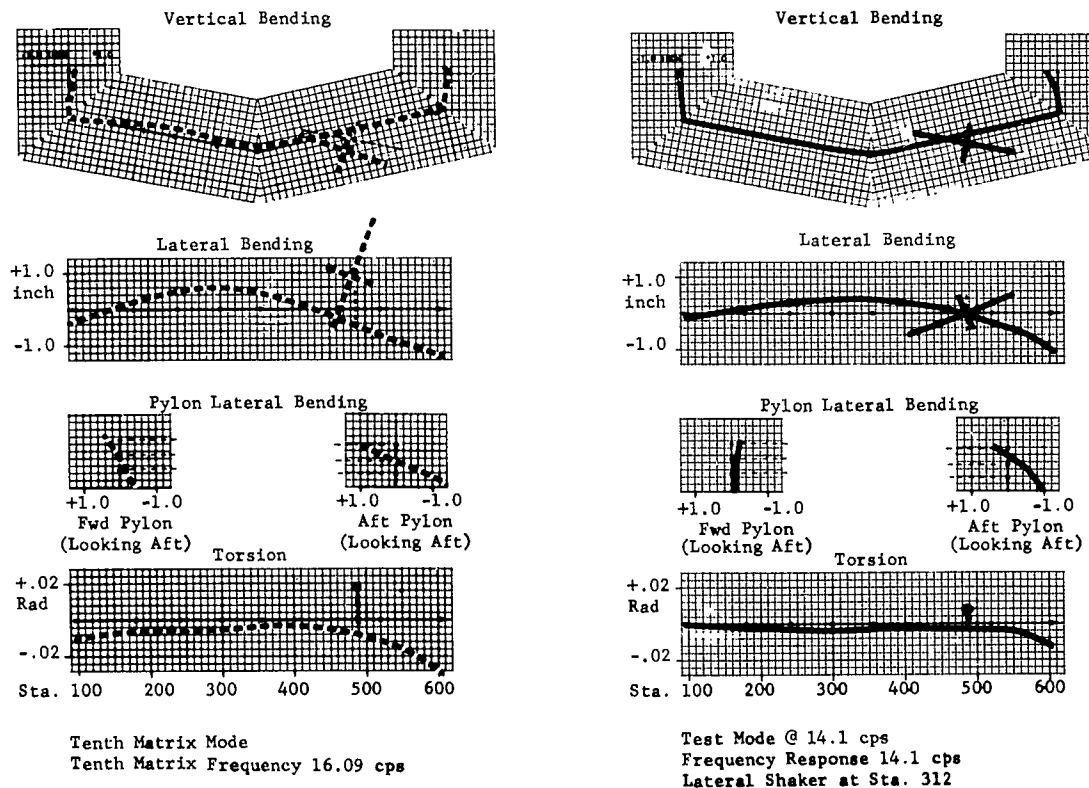 Vertical Bending
Lateral Bending
+1.0
inch
-1.0
Pylon Lateral Bending
+1.0 -1.0
Fwd Pylon
(Looking Aft)
+1.0 -1.0
Aft Pylon
(Looking Aft)
Torsion
+.02
Rad
-.02
Sta. 100 200 300 400 500 600
Tenth Matrix Mode
Tenth Matrix Frequency 16.09 cps
Vertical Bending
Lateral Bending
+1.0
inch
-1.0
Pylon Lateral Bending
+1.0 -1.0
Fwd Pylon
(Looking Aft)
+1.0 -1.0
Aft Pylon
(Looking Aft)
Torsion
+.02
Rad
-.02
Sta. 100 200 300 400 500 600
Test Mode @ 14.1 cps
Frequency Response 14.1 cps
Lateral Shaker at Sta. 312